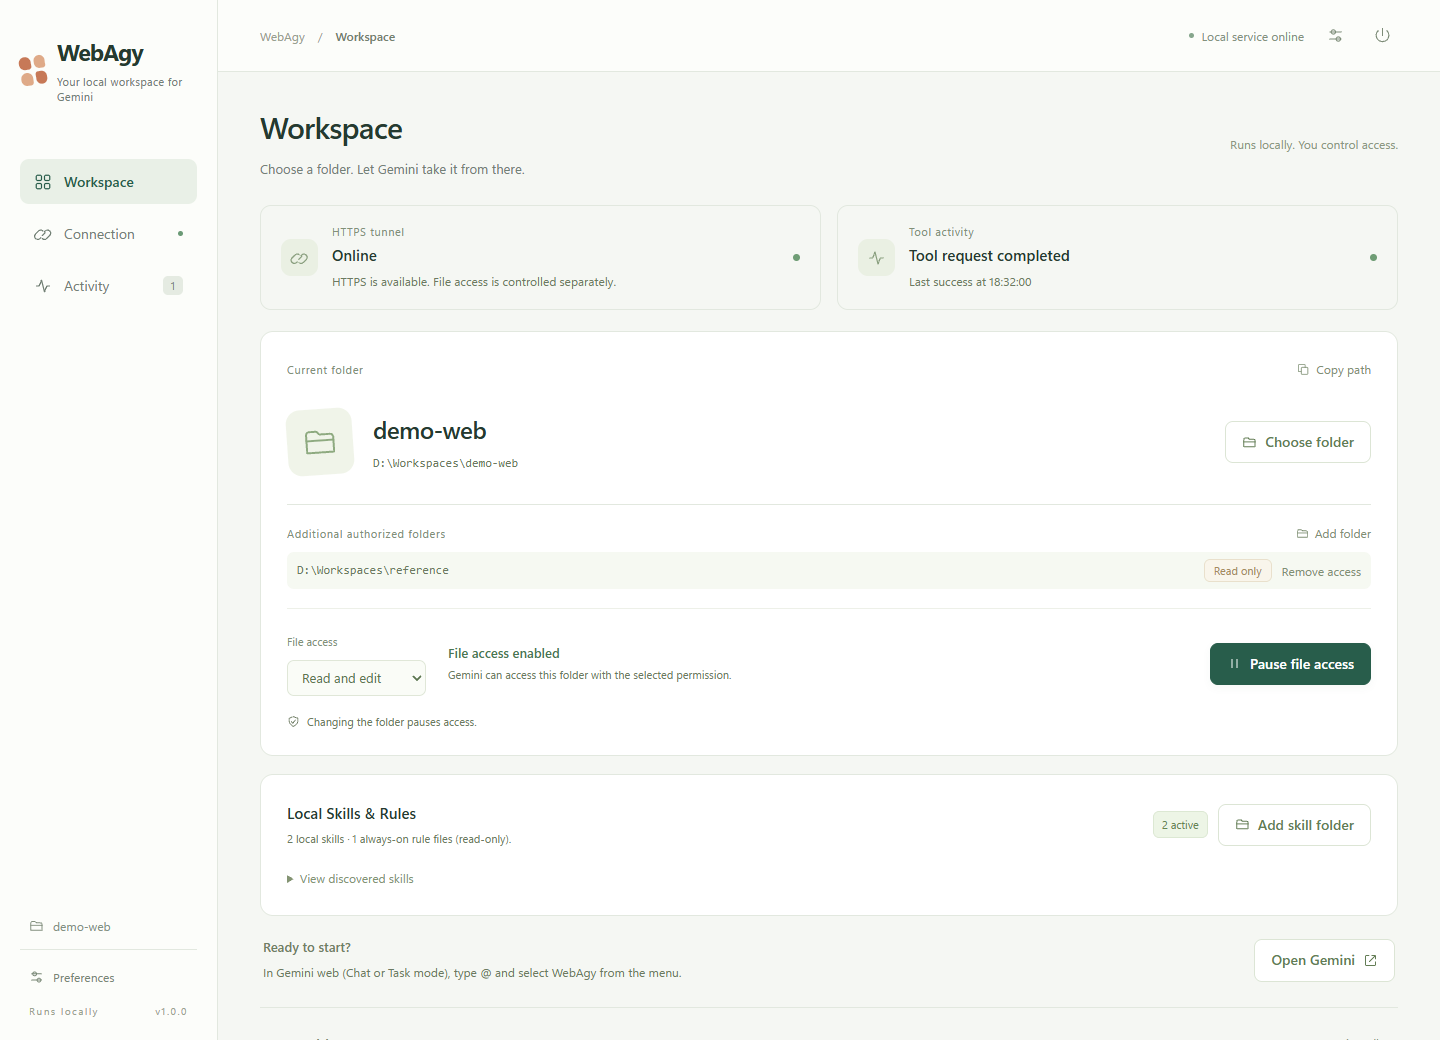 WebAgy
Your local workspace for
Gemini
Workspace
Connection
Activity
1
demo-web
Preferences
Runs locally
v1.0.0
WebAgy / Workspace
Local service online
Workspace
Choose a folder. Let Gemini take it from there.
Runs locally. You control access.
HTTPS tunnel
Online
HTTPS is available. File access is controlled separately.
Tool activity
Tool request completed
Last success at 18:32:00
Current folder
Copy path
demo-web
D:\Workspaces\demo-web
Choose folder
Additional authorized folders
Add folder
D:\Workspaces\reference
Read only
Remove access
File access
Read and edit
File access enabled
Gemini can access this folder with the selected permission.
Pause file access
Changing the folder pauses access.
Local Skills & Rules
2 local skills · 1 always-on rule files (read-only).
2 active
Add skill folder
View discovered skills
Ready to start?
In Gemini web (Chat or Task mode), type @ and select WebAgy from the menu.
Open Gemini